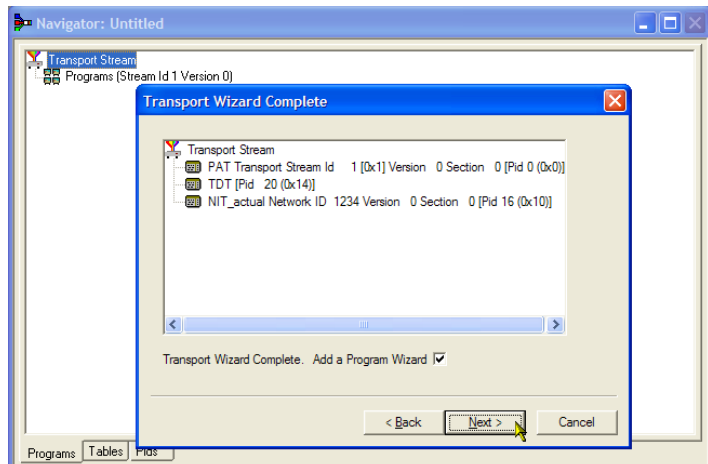 Navigator: Untitled
Transport Stream
Programs (Stream Id 1 Version 0)
Transport Wizard Complete
Transport Stream
PAT Transport Stream Id 1 [0x1] Version 0 Section 0 [Pid 0 (0x0)]
TDT [Pid 20 (0x14)]
NIT_actual Network ID 1234 Version 0 Section 0 [Pid 16 (0x10)]
Transport Wizard Complete. Add a Program Wizard
< Back Next > Cancel
Programs Tables Pids